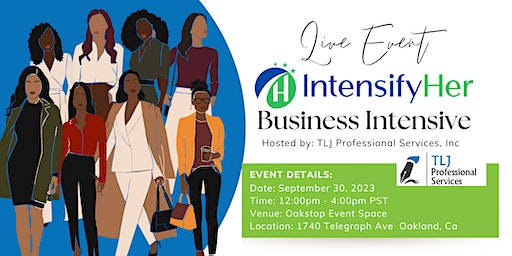 Live Event
IntensifyHer
Business Intensive
Hosted by: TLJ Professional Services, Inc
EVENT DETAILS:
Date: September 30, 2023
Time: 12:00pm - 4:00pm PST
Venue: Oakstop Event Space
Location: 1740 Telegraph Ave Oakland, Ca
TLJ
Professional
Services